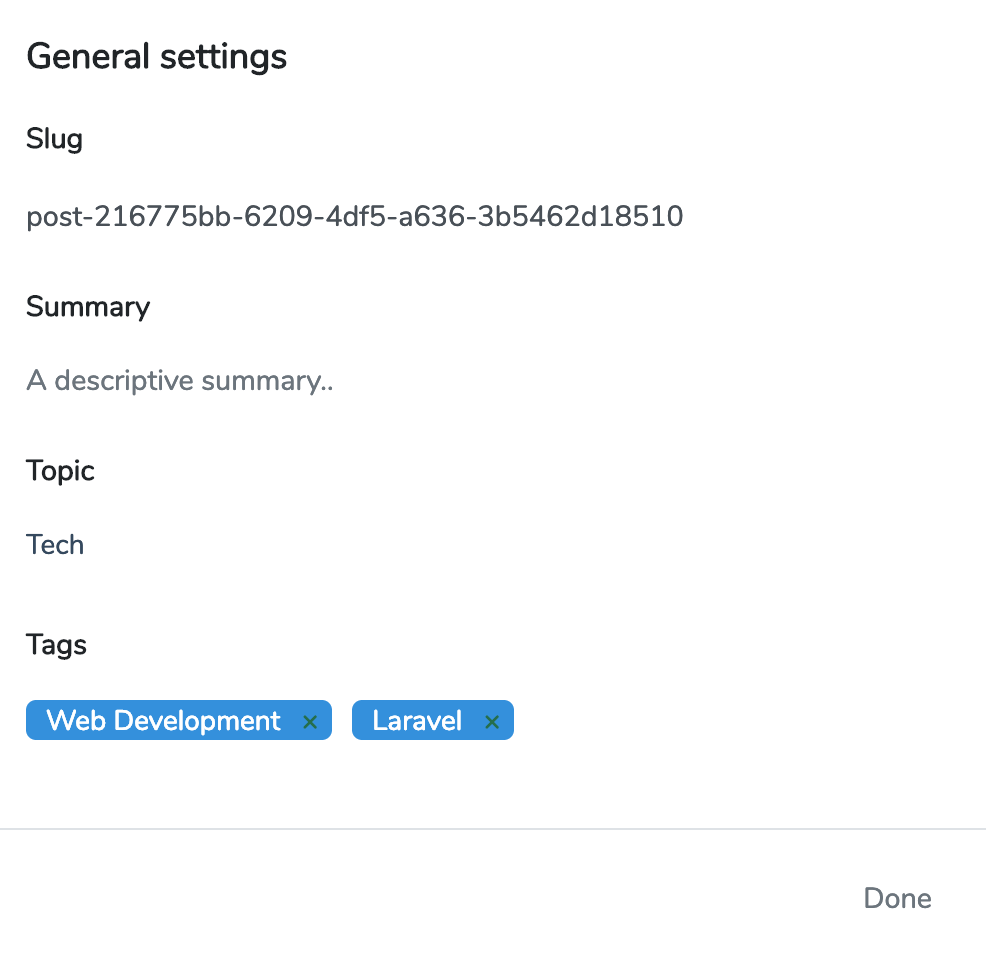 General settings
Slug
post-216775bb-6209-4df5-a636-3b5462d18510
Summary
A descriptive summary..
Topic
Tech
Tags
Web Development × Laravel ×
Done